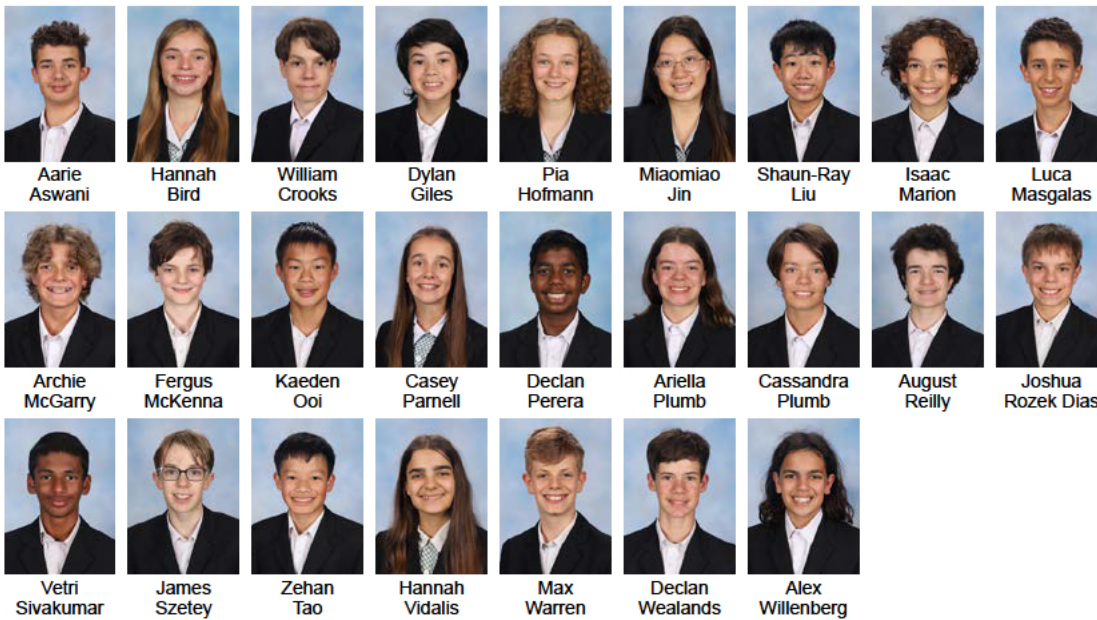 Aarie
Aswani
Hannah
Bird
William
Crooks
Dylan
Giles
Pia
Hofmann
Miaomiao
Jin
Shaun-Ray
Liu
Isaac
Marion
Luca
Masgalas
Archie
McGarry
Fergus
McKenna
Kaeden
Ooi
Casey
Parnell
Declan
Perera
Ariella
Plumb
Cassandra
Plumb
August
Reilly
Joshua
Rozek Dias
Vetri
Sivakumar
James
Szetey
Zehan
Tao
Hannah
Vidalis
Max
Warren
Declan
Wealands
Alex
Willenberg